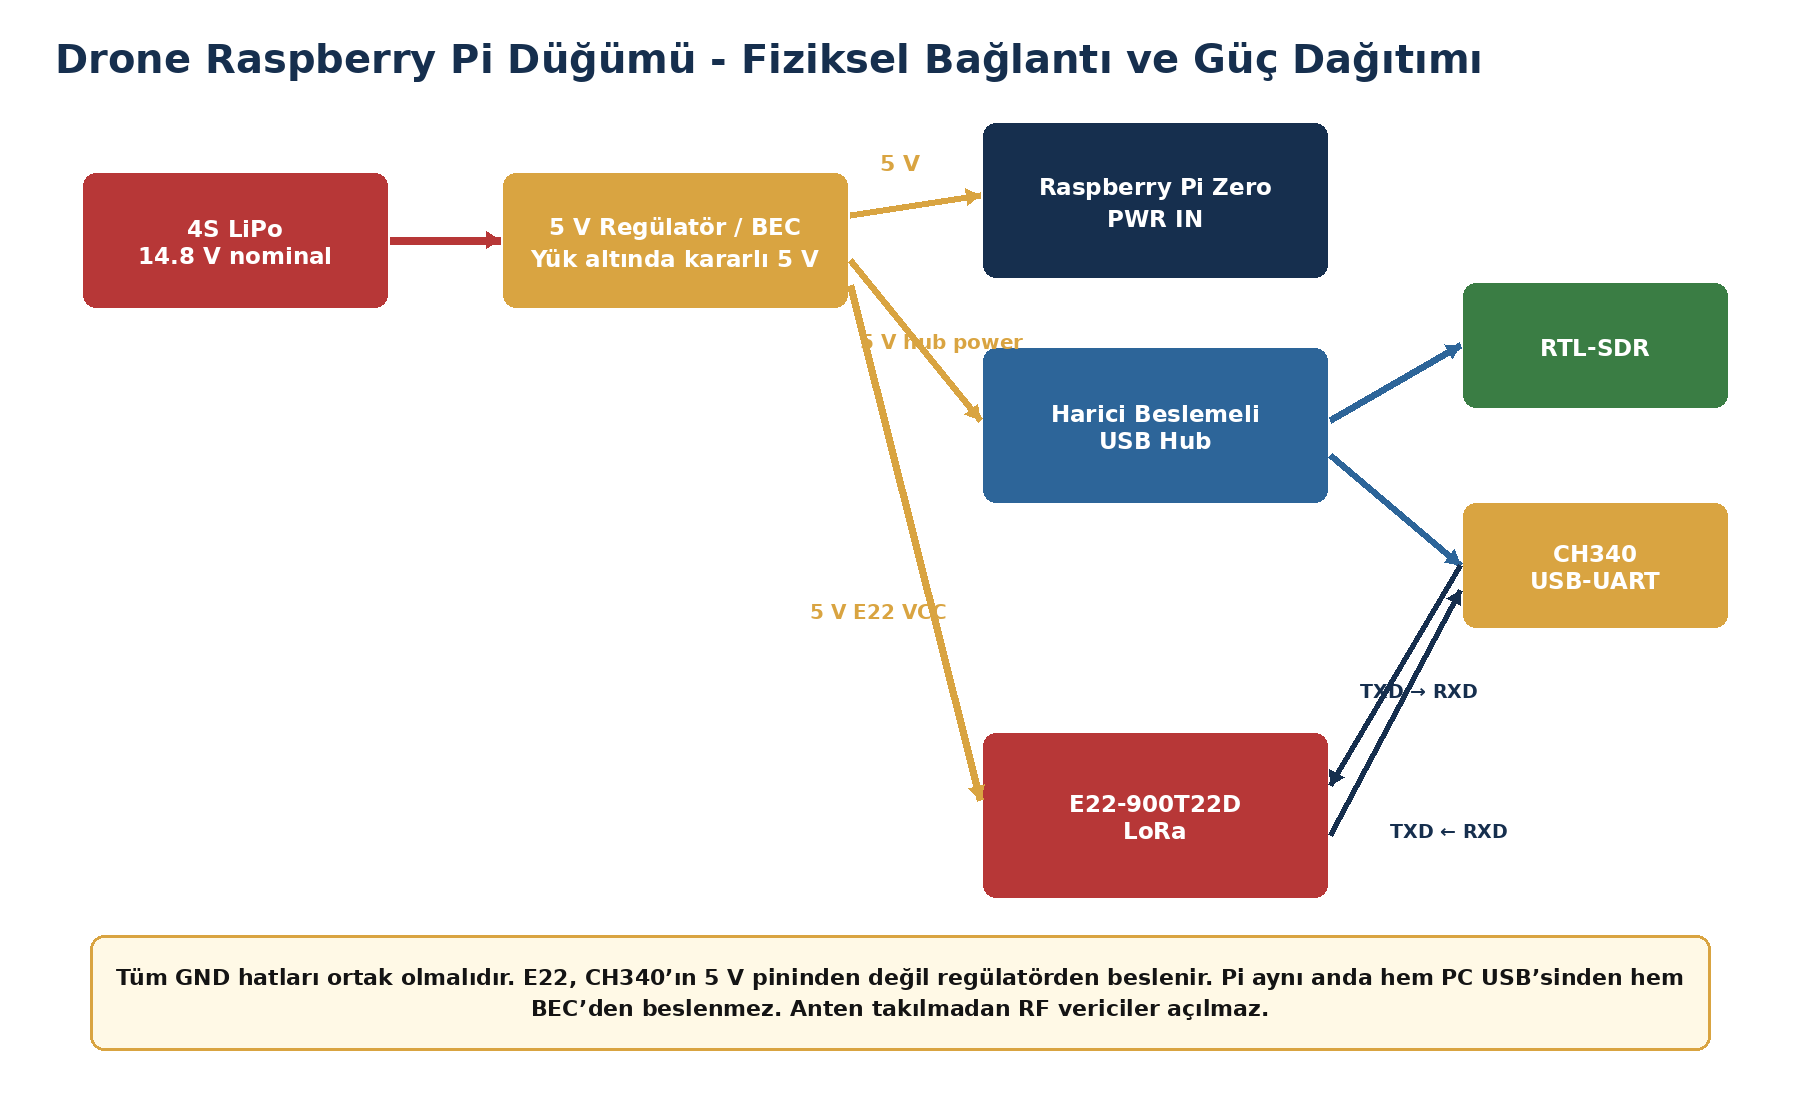 Drone Raspberry Pi Düğümü - Fiziksel Bağlantı ve Güç Dağıtımı
4S LiPo
14.8 V nominal
5 V Regülatör / BEC
Yük altında kararlı 5 V
5 V
Raspberry Pi Zero
PWR IN
5 V hub power
Harici Beslemeli
USB Hub
RTL-SDR
CH340
USB-UART
5 V E22 VCC
TXD → RXD
E22-900T22D
LoRa
TXD ← RXD
Tüm GND hatları ortak olmalıdır. E22, CH340’ın 5 V pininden değil regülatörden beslenir. Pi aynı anda hem PC USB’sinden hem
BEC’den beslenmez. Anten takılmadan RF vericiler açılmaz.